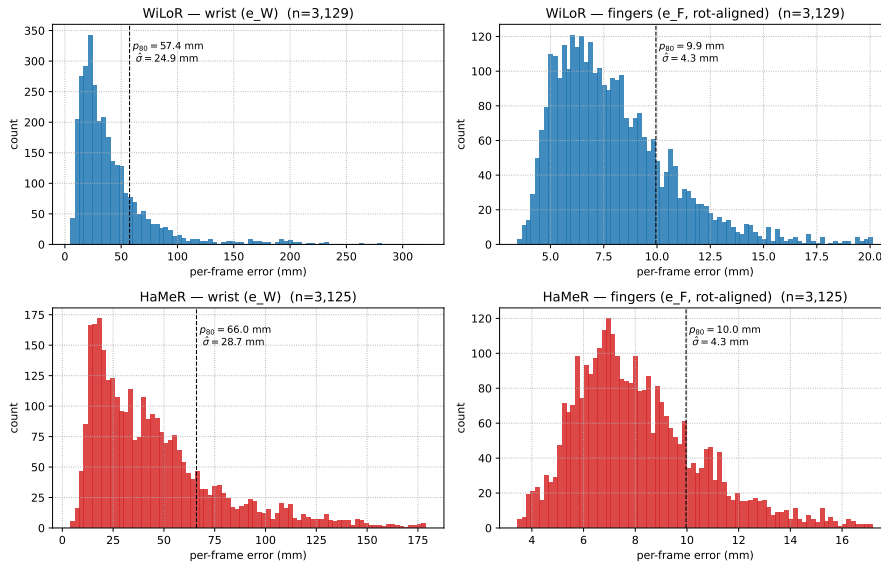 WiLoR — wrist (e_W)  (n=3,129)
350
300
250
200
150
100
50
0
count
p80 = 57.4 mm
σ̂ = 24.9 mm
0 50 100 150 200 250 300
per-frame error (mm)
WiLoR — fingers (e_F, rot-aligned)  (n=3,129)
120
100
80
60
40
20
0
count
p80 = 9.9 mm
σ̂ = 4.3 mm
5.0 7.5 10.0 12.5 15.0 17.5 20.0
per-frame error (mm)
HaMeR — wrist (e_W)  (n=3,125)
175
150
125
100
75
50
25
0
count
p80 = 66.0 mm
σ̂ = 28.7 mm
0 25 50 75 100 125 150 175
per-frame error (mm)
HaMeR — fingers (e_F, rot-aligned)  (n=3,125)
120
100
80
60
40
20
0
count
p80 = 10.0 mm
σ̂ = 4.3 mm
4 6 8 10 12 14 16
per-frame error (mm)